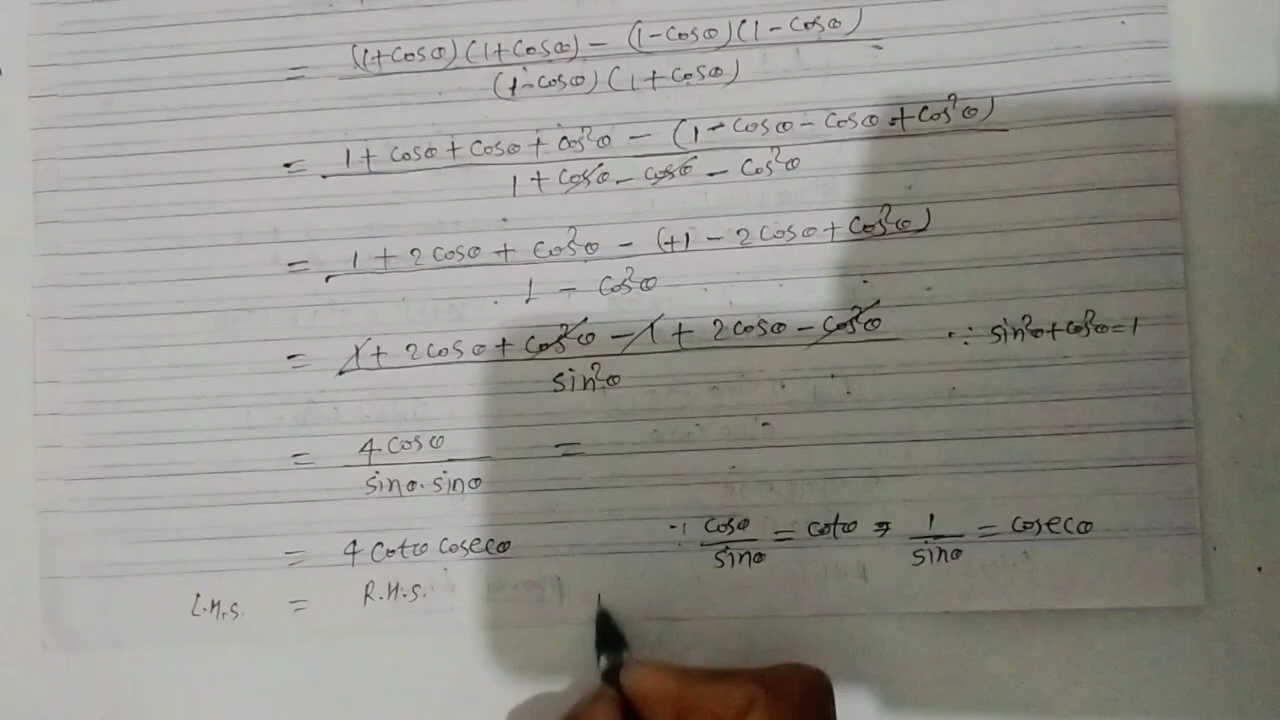 = (1+cosθ)(1+cosθ) - (1-cosθ)(1-cosθ) / (1-cosθ)(1+cosθ)
= 1 + cosθ + cosθ + cos²θ - (1 - cosθ - cosθ + cos²θ) / 1 + cosθ - cosθ - cos²θ
= 1 + 2cosθ + cos²θ - (+1 - 2cosθ + cos²θ) / 1 - cos²θ
= 1 + 2cosθ + cos²θ - 1 + 2cosθ - cos²θ / sin²θ ∵ sin²θ+cos²θ=1
= 4cosθ / sinθ.sinθ =
= 4cotθ cosecθ ∵ cosθ / sinθ = cotθ ⇒ 1 / sinθ = cosecθ
L.H.S. = R.H.S.